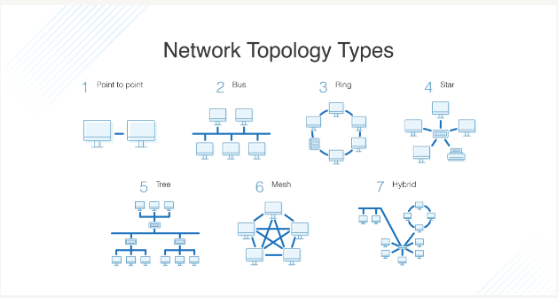 Network Topology Types
1 Point to point
2 Bus
3 Ring
4 Star
5 Tree
6 Mesh
7 Hybrid